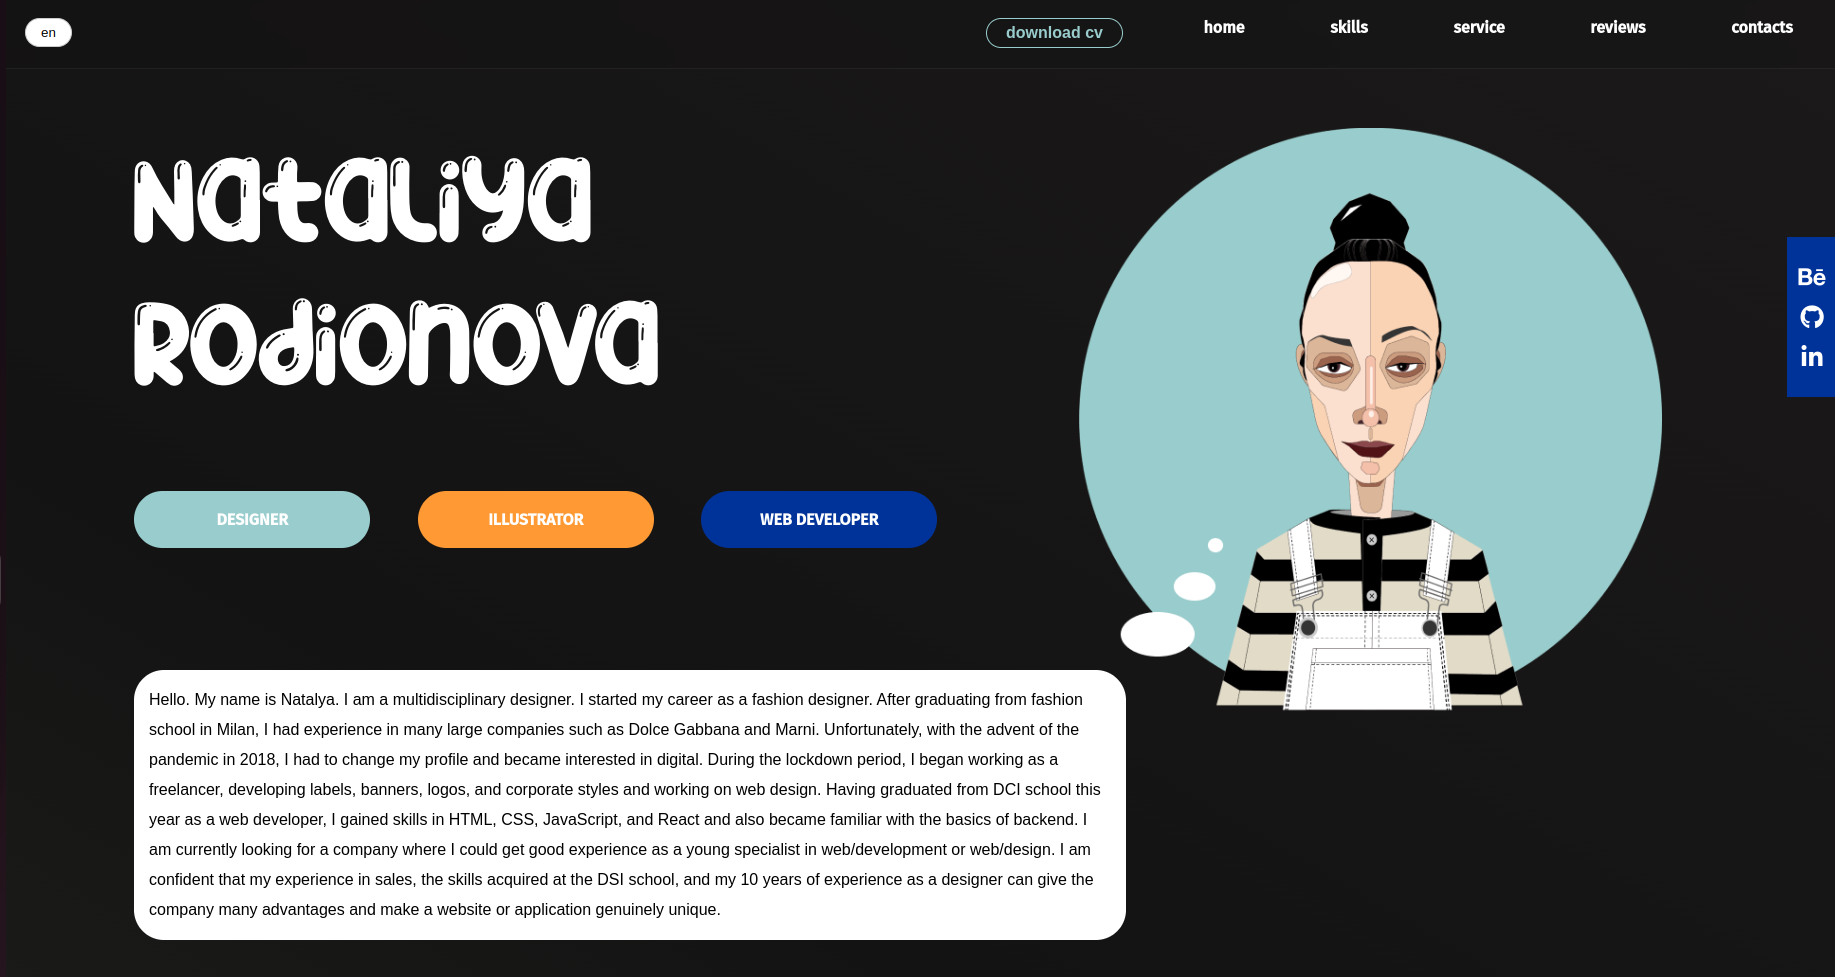 en
download cv
home
skills
service
reviews
contacts
Nataliya
Rodionova
Bē
in
DESIGNER
ILLUSTRATOR
WEB DEVELOPER
Hello. My name is Natalya. I am a multidisciplinary designer. I started my career as a fashion designer. After graduating from fashion
school in Milan, I had experience in many large companies such as Dolce Gabbana and Marni. Unfortunately, with the advent of the
pandemic in 2018, I had to change my profile and became interested in digital. During the lockdown period, I began working as a
freelancer, developing labels, banners, logos, and corporate styles and working on web design. Having graduated from DCI school this
year as a web developer, I gained skills in HTML, CSS, JavaScript, and React and also became familiar with the basics of backend. I
am currently looking for a company where I could get good experience as a young specialist in web/development or web/design. I am
confident that my experience in sales, the skills acquired at the DSI school, and my 10 years of experience as a designer can give the
company many advantages and make a website or application genuinely unique.